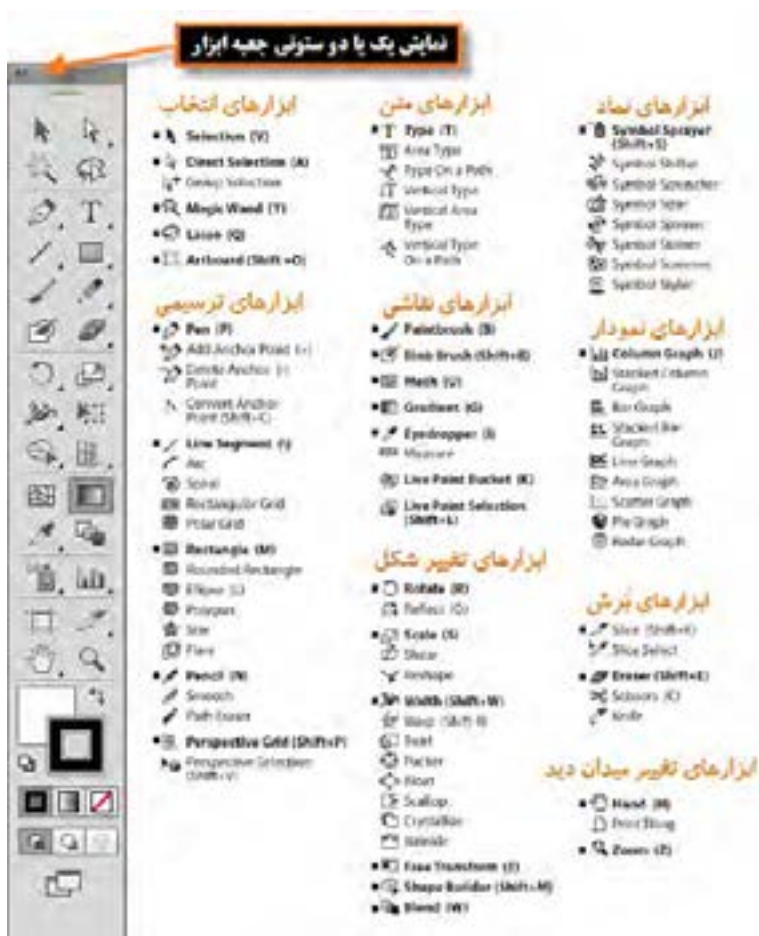 نمایش یک یا دو ستونی جعبه ابزار
ابزارهای انتخاب
Selection (V)
Direct Selection (A)
Group Selection
Magic Wand (Y)
Lasso (Q)
Artboard (Shift+O)
ابزارهای ترسیمی
Pen (P)
Add Anchor Point (+)
Delete Anchor
Point
Convert Anchor
Point (Shift+C)
Line Segment (\)
Arc
Spiral
Rectangular Grid
Polar Grid
Rectangle (M)
Rounded Rectangle
Ellipse (L)
Polygon
Star
Flare
Pencil (N)
Smooth
Path Eraser
Perspective Grid (Shift+P)
Perspective Selection
(Shift+V)
ابزارهای متن
Type (T)
Area Type
Type On a Path
Vertical Type
Vertical Area
Type
Vertical Type
On a Path
ابزارهای نقاشی
Paintbrush (B)
Blob Brush (Shift+B)
Mesh (U)
Gradient (G)
Eyedropper (I)
Measure
Live Paint Bucket (K)
Live Paint Selection
(Shift+L)
ابزارهای تغییر شکل
Rotate (R)
Reflect (O)
Scale (S)
Shear
Reshape
Width (Shift+W)
Warp (Shift+R)
Twirl
Pucker
Bloat
Scallop
Crystallize
Wrinkle
Free Transform (E)
Shape Builder (Shift+M)
Blend (W)
ابزارهای نماد
Symbol Sprayer
(Shift+S)
Symbol Shifter
Symbol Scruncher
Symbol Sizer
Symbol Spinner
Symbol Stainer
Symbol Screener
Symbol Styler
ابزارهای نمودار
Column Graph (J)
Stacked Column
Graph
Bar Graph
Stacked Bar
Graph
Line Graph
Area Graph
Scatter Graph
Pie Graph
Radar Graph
ابزارهای بُرش
Slice (Shift+K)
Slice Select
Eraser (Shift+E)
Scissors (C)
Knife
ابزارهای تغییر میدان دید
Hand (H)
Print Tiling
Zoom (Z)